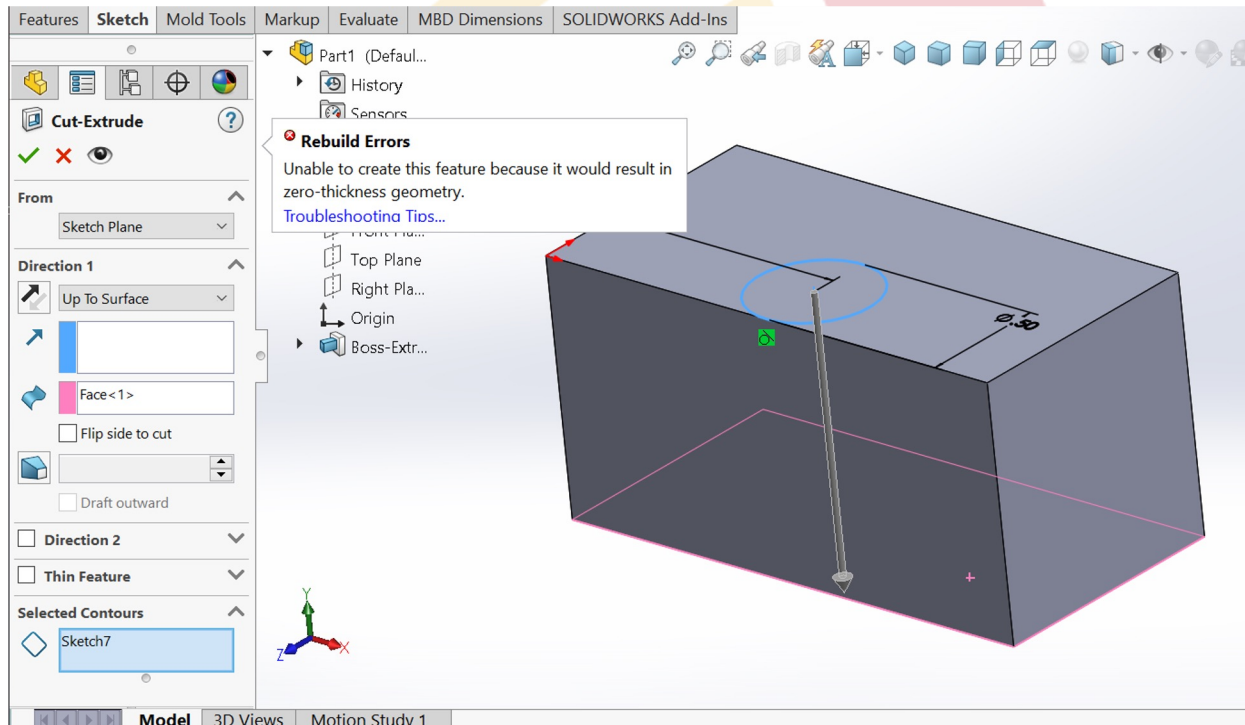 Features Sketch Mold Tools Markup Evaluate MBD Dimensions SOLIDWORKS Add-Ins
Part1 (Defaul...
History
Sensors
Cut-Extrude
?
Rebuild Errors
Unable to create this feature because it would result in
zero-thickness geometry.
Troubleshooting Tips...
From
Sketch Plane
Front Pla...
Top Plane
Right Pla...
Origin
Boss-Extr...
Direction 1
Up To Surface
Face<1>
Flip side to cut
Draft outward
Direction 2
Thin Feature
Selected Contours
Sketch7
Ø.50
Y
X
Z
Model 3D Views Motion Study 1